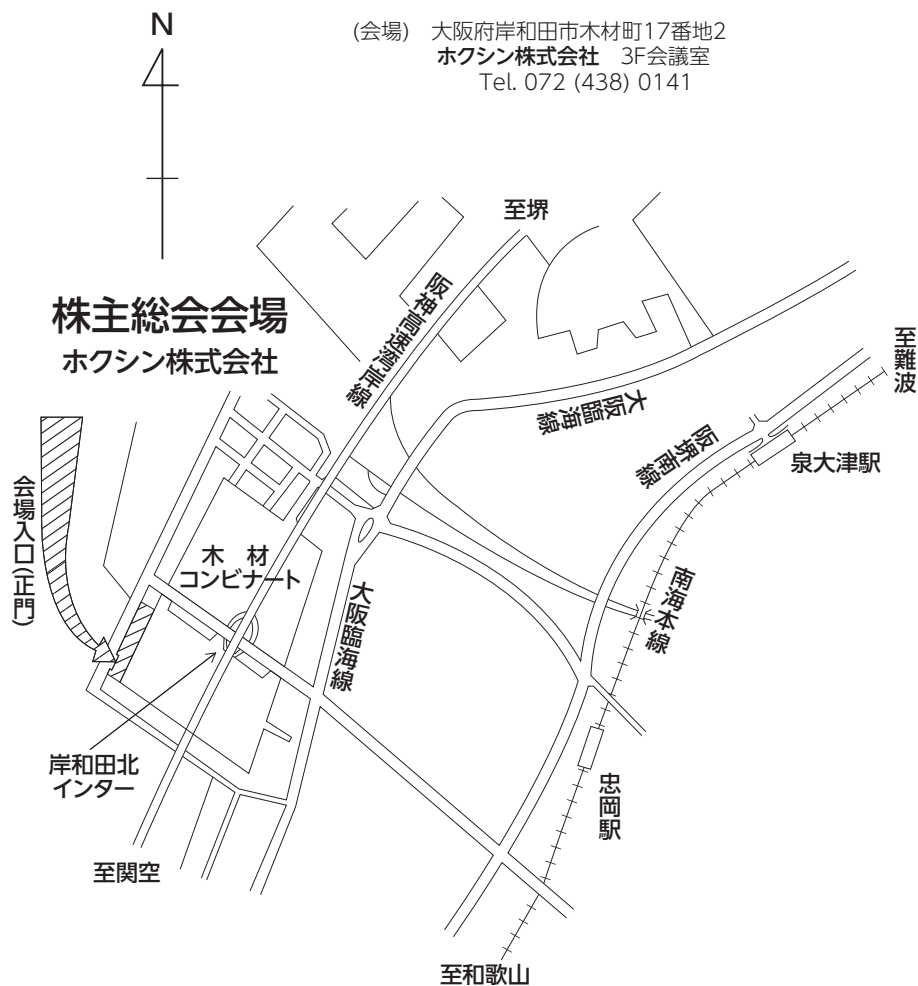 N
(会場)　大阪府岸和田市木材町17番地2
ホクシン株式会社　3F会議室
Tel. 072 (438) 0141
至堺
阪神高速湾岸線
株主総会会場
ホクシン株式会社
至難波
大阪臨海線
阪堺南線
泉大津駅
会場入口(正門)
木　材
コンビナート
南海本線
大阪臨海線
岸和田北
インター
忠岡駅
至関空
至和歌山